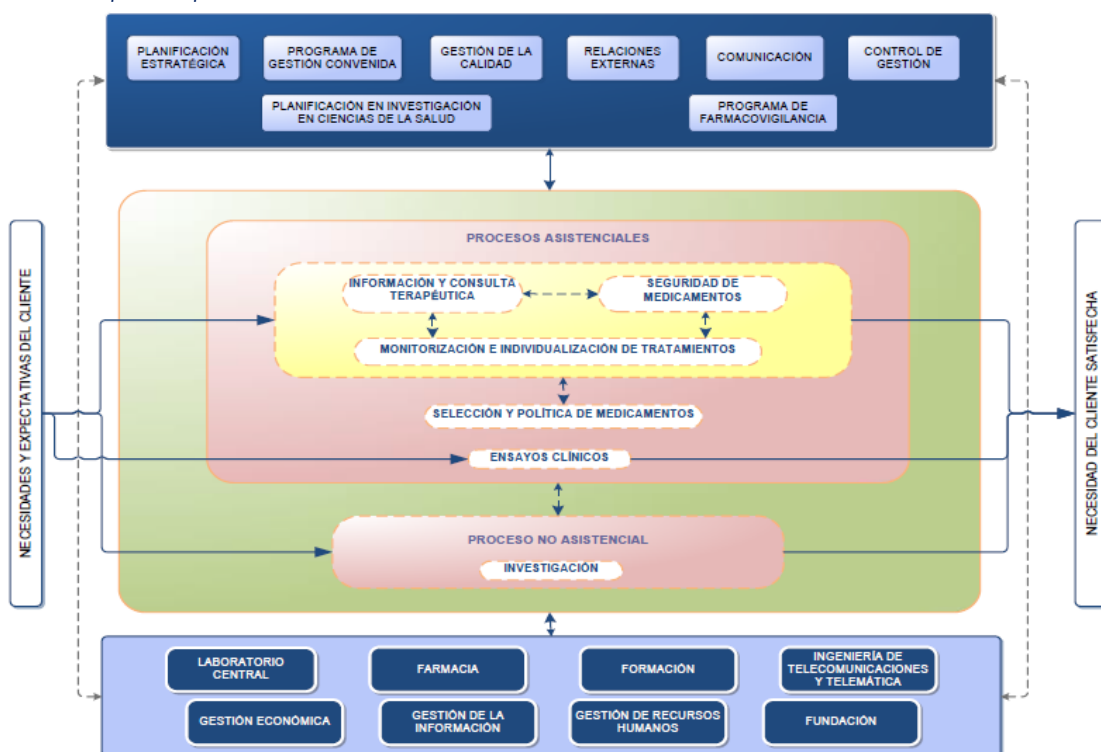 PLANIFICACIÓN
ESTRATÉGICA
PROGRAMA DE
GESTIÓN CONVENIDA
GESTIÓN DE LA
CALIDAD
RELACIONES
EXTERNAS
COMUNICACIÓN
CONTROL DE
GESTIÓN
PLANIFICACIÓN EN INVESTIGACIÓN
EN CIENCIAS DE LA SALUD
PROGRAMA DE
FARMACOVIGILANCIA
NECESIDADES Y EXPECTATIVAS DEL CLIENTE
PROCESOS ASISTENCIALES
INFORMACIÓN Y CONSULTA
TERAPÉUTICA
SEGURIDAD DE
MEDICAMENTOS
MONITORIZACIÓN E INDIVIDUALIZACIÓN DE TRATAMIENTOS
SELECCIÓN Y POLÍTICA DE MEDICAMENTOS
ENSAYOS CLÍNICOS
PROCESO NO ASISTENCIAL
INVESTIGACIÓN
NECESIDAD DEL CLIENTE SATISFECHA
LABORATORIO
CENTRAL
FARMACIA
FORMACIÓN
INGENIERÍA DE
TELECOMUNICACIONES
Y TELEMÁTICA
GESTIÓN ECONÓMICA
GESTIÓN DE LA
INFORMACIÓN
GESTIÓN DE RECURSOS
HUMANOS
FUNDACIÓN